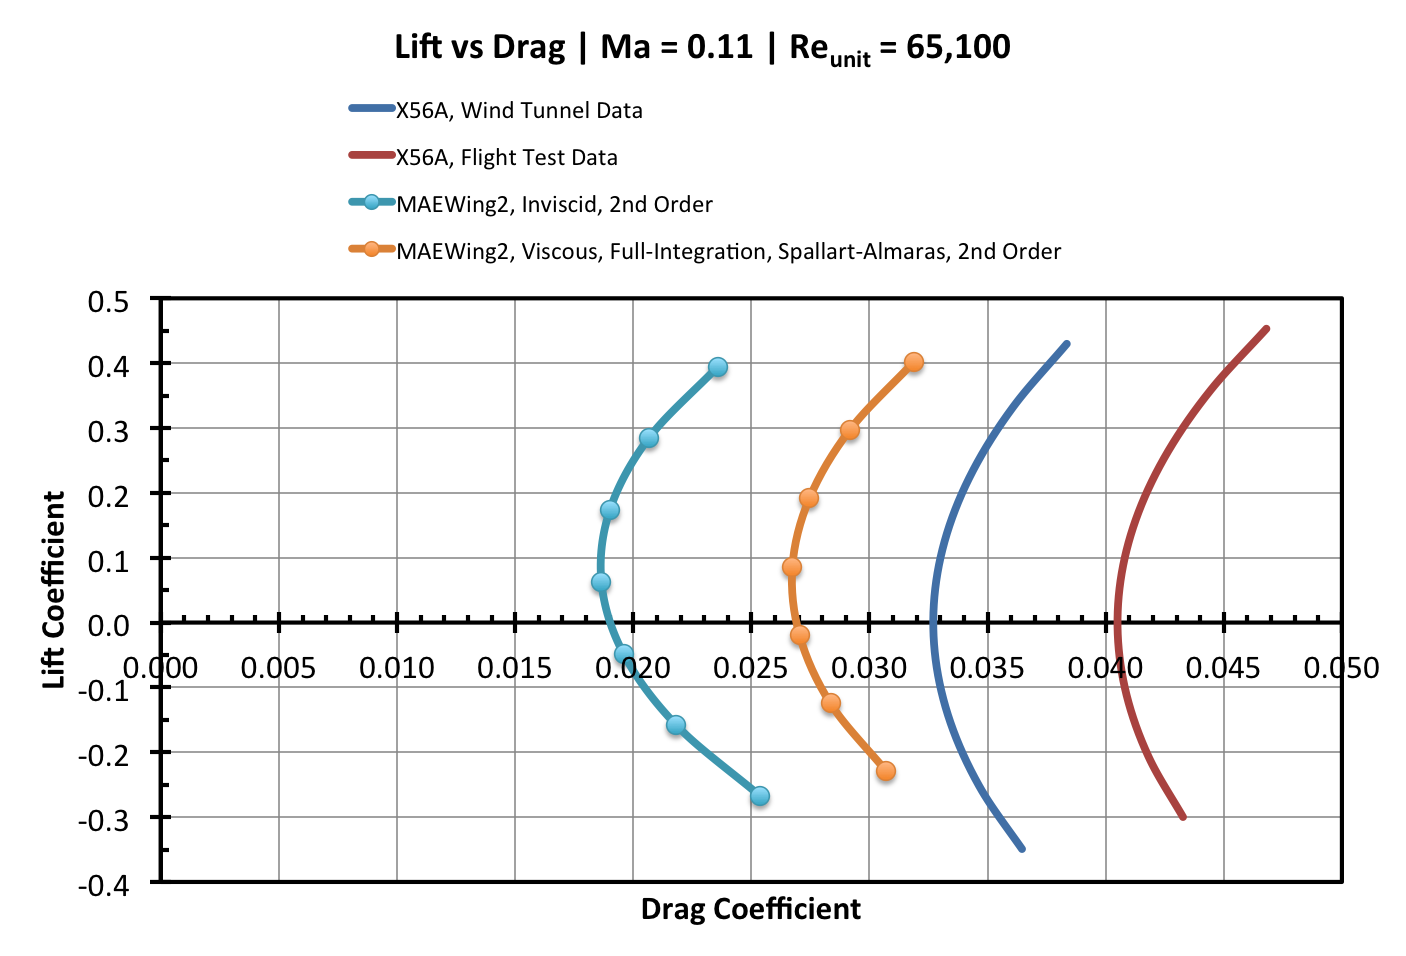 Lift vs Drag | Ma = 0.11 | Reunit = 65,100
X56A, Wind Tunnel Data
X56A, Flight Test Data
MAEWing2, Inviscid, 2nd Order
MAEWing2, Viscous, Full-Integration, Spallart-Almaras, 2nd Order
0.5
0.4
0.3
0.2
0.1
0.0
0.000 0.005 0.010 0.015 0.020 0.025 0.030 0.035 0.040 0.045 0.050
-0.1
-0.2
-0.3
-0.4
Lift Coefficient
Drag Coefficient